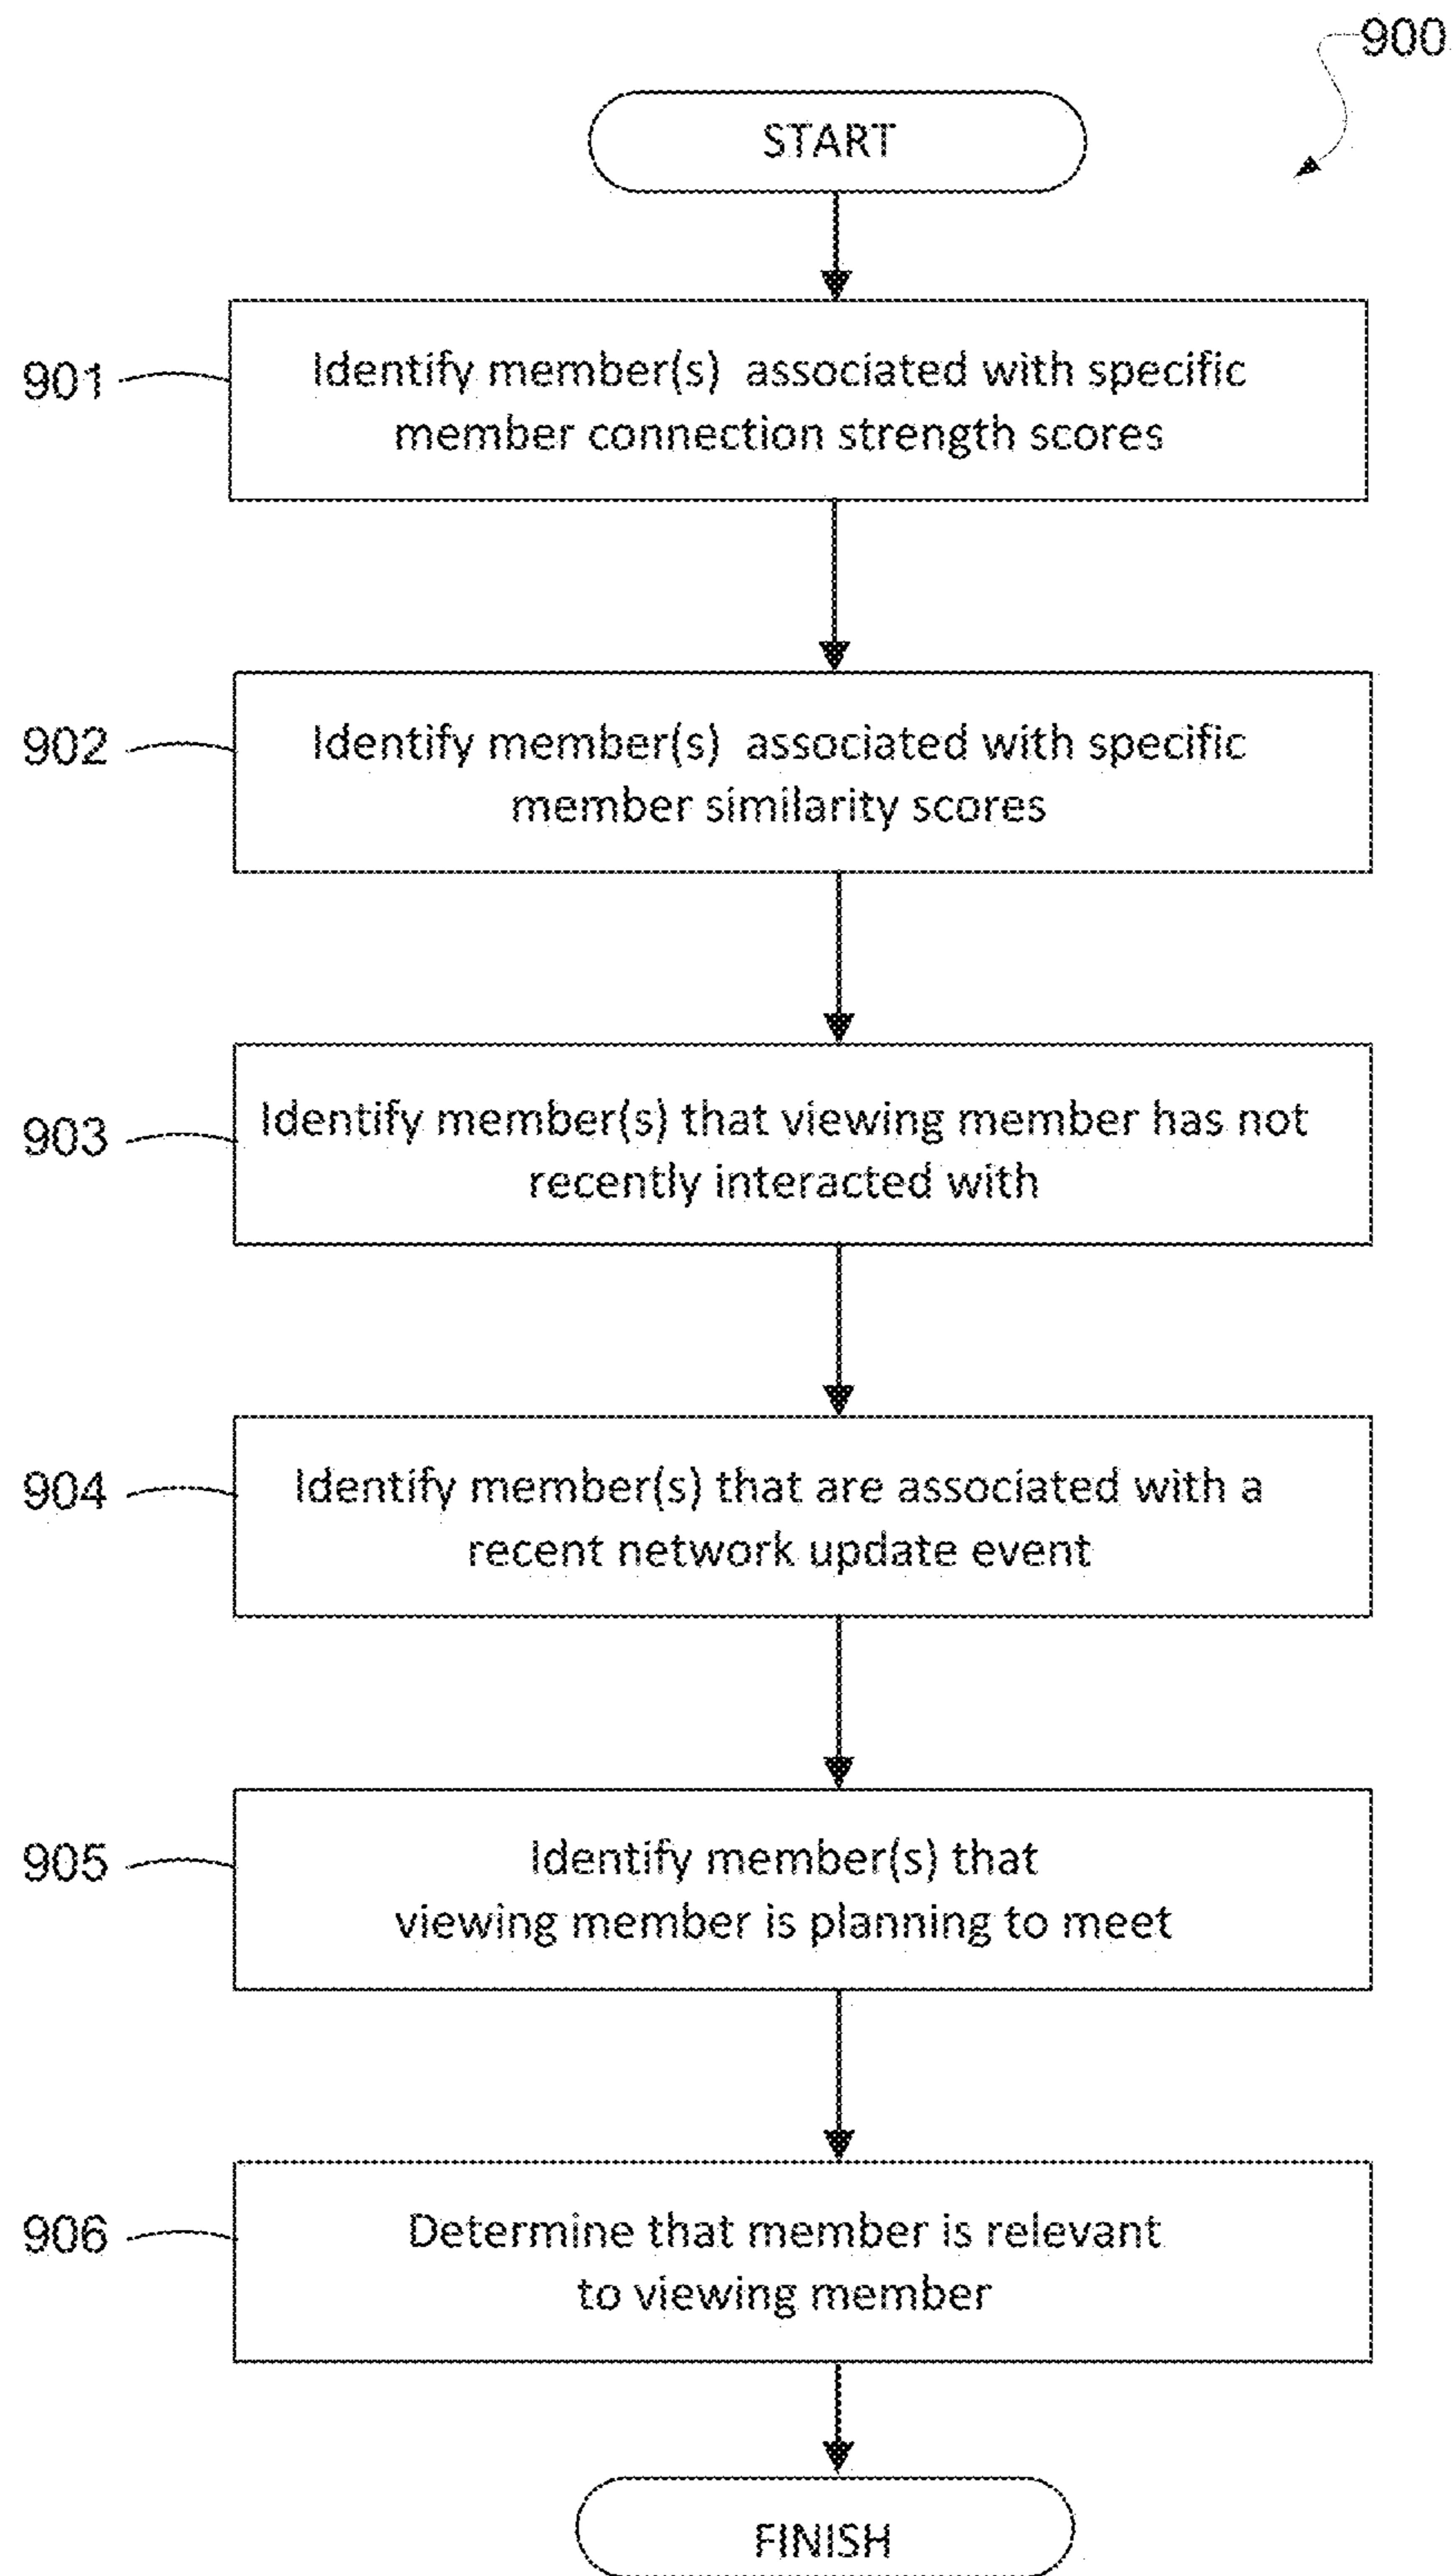 900
START
901
Identify member(s) associated with specific
member connection strength scores
902
Identify member(s) associated with specific
member similarity scores
903
Identify member(s) that viewing member has not
recently interacted with
904
Identify member(s) that are associated with a
recent network update event
905
Identify member(s) that
viewing member is planning to meet
906
Determine that member is relevant
to viewing member
FINISH